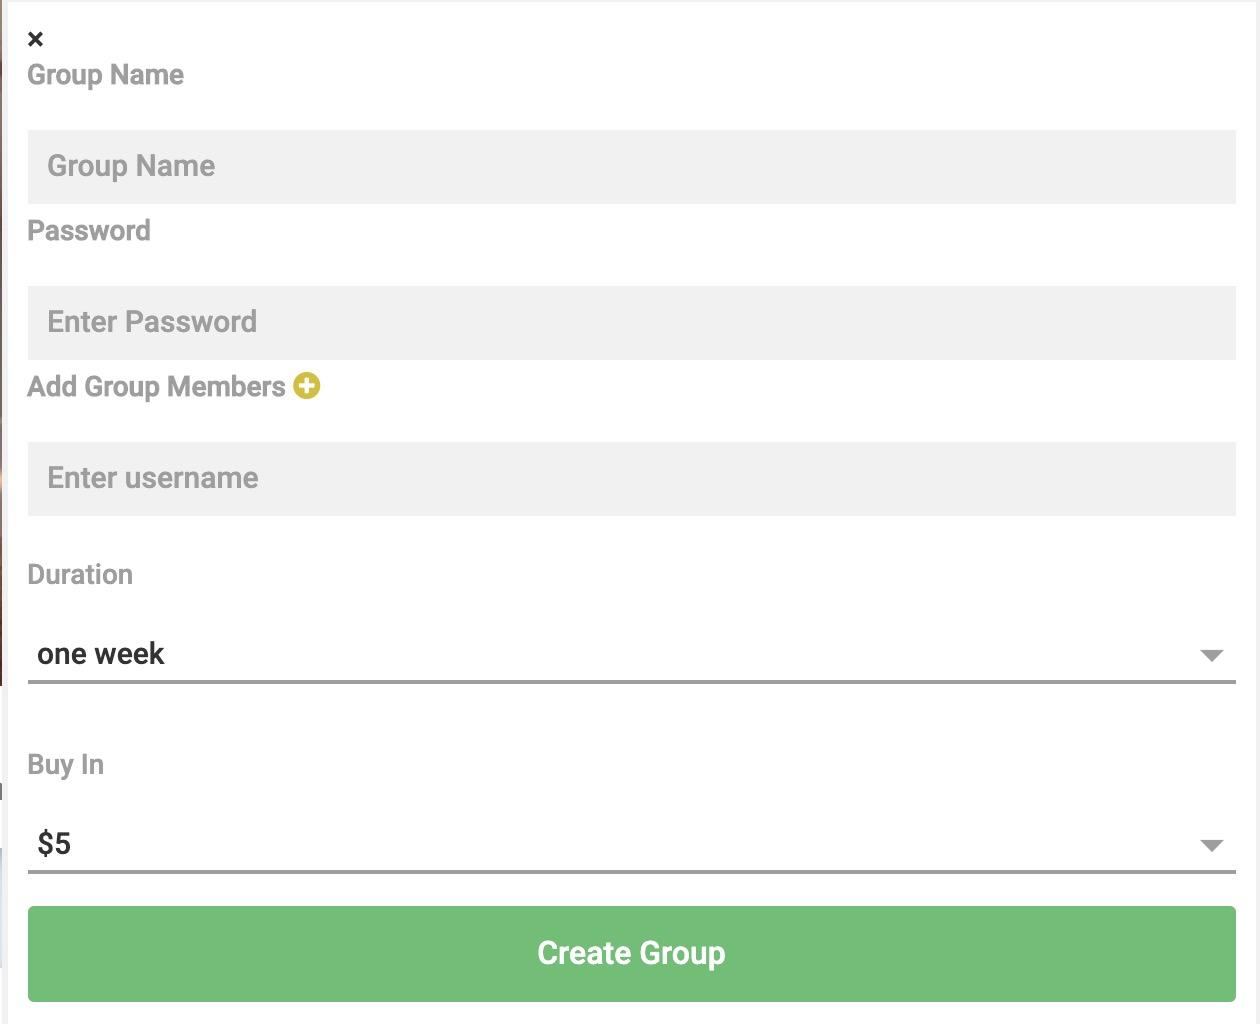 ×
Group Name
Group Name
Password
Enter Password
Add Group Members
Enter username
Duration
one week
Buy In
$5
Create Group